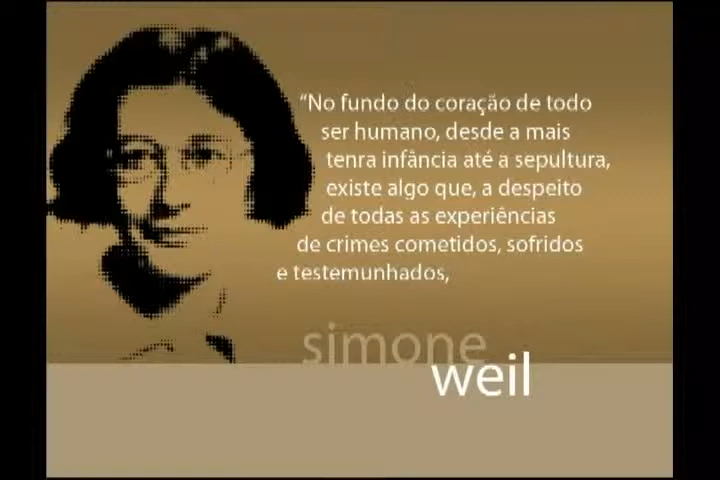 “No fundo do coração de todo
ser humano, desde a mais
tenra infância até a sepultura,
existe algo que, a despeito
de todas as experiências
de crimes cometidos, sofridos
e testemunhados,
simone
weil